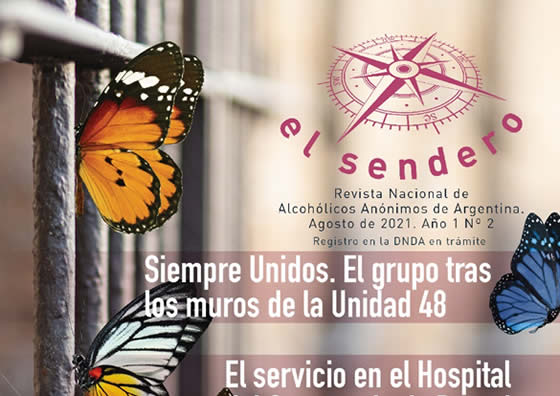 el sendero
Revista Nacional de
Alcohólicos Anónimos de Argentina.
Agosto de 2021. Año 1 Nº 2
Registro en la DNDA en trámite
Siempre Unidos. El grupo tras
los muros de la Unidad 48
El servicio en el Hospital